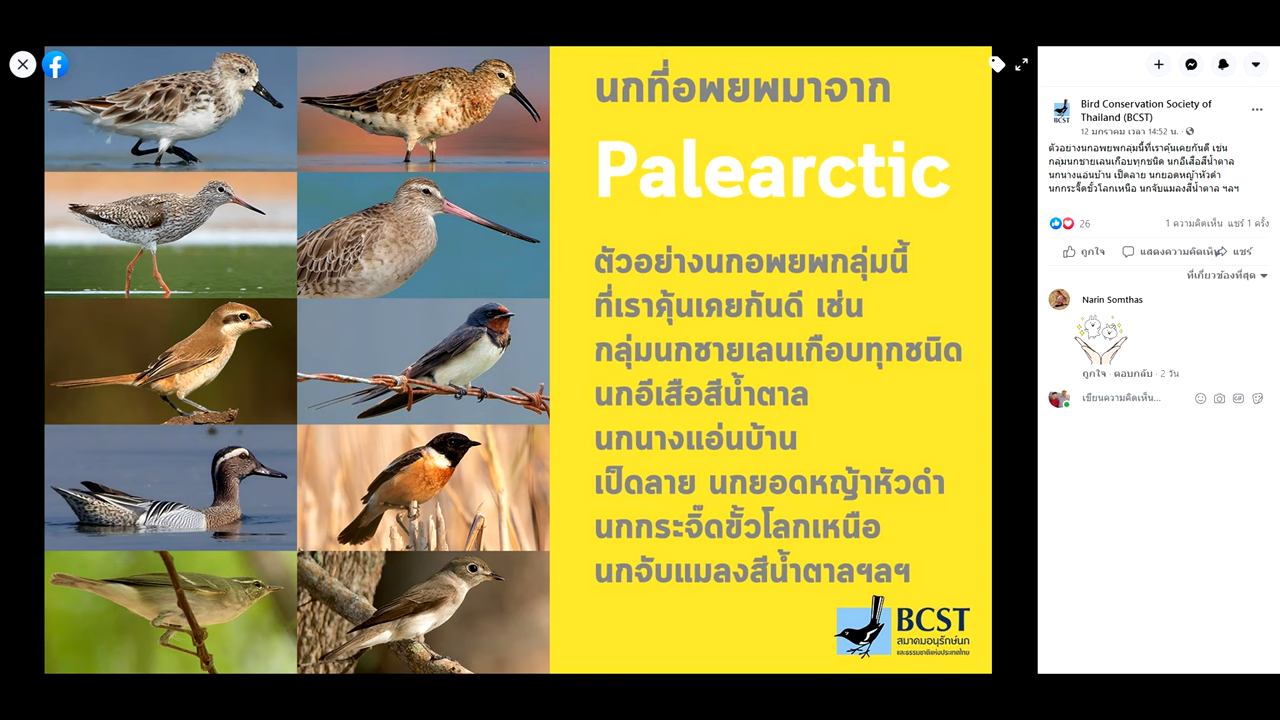 นกที่อพยพมาจาก
Palearctic
ตัวอย่างนกอพยพกลุ่มนี้
ที่เราคุ้นเคยกันดี เช่น
กลุ่มนกชายเลนเกือบทุกชนิด
นกอีเสือสีน้ำตาล
นกนางแอ่นบ้าน
เป็ดลาย นกยอดหญ้าหัวดำ
นกกระจิ๊ดขั้วโลกเหนือ
นกจับแมลงสีน้ำตาลฯลฯ
BCST
สมาคมอนุรักษ์นก
และธรรมชาติแห่งประเทศไทย
Bird Conservation Society of
Thailand (BCST)
12 มกราคม เวลา 14:52 น. ·
ตัวอย่างนกอพยพกลุ่มนี้ที่เราคุ้นเคยกันดี เช่น
กลุ่มนกชายเลนเกือบทุกชนิด นกอีเสือสีน้ำตาล
นกนางแอ่นบ้าน เป็ดลาย นกยอดหญ้าหัวดำ
นกกระจิ๊ดขั้วโลกเหนือ นกจับแมลงสีน้ำตาล ฯลฯ
26 1 ความคิดเห็น แชร์ 1 ครั้ง
ถูกใจ แสดงความคิดเห็น แชร์
ที่เกี่ยวข้องที่สุด
Narin Somthas
ถูกใจ · ตอบกลับ · 2 วัน
เขียนความคิดเห็น...